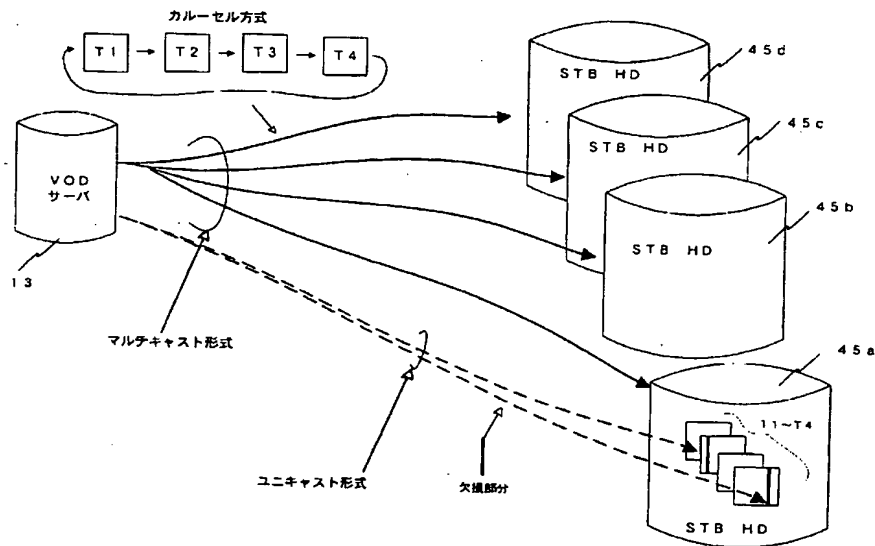 カルーセル方式
T1 → T2 → T3 → T4
STB HD
45d
STB HD
45c
STB HD
45b
VOD
サーバ
13
マルチキャスト形式
ユニキャスト形式
欠損部分
45a
11~T4
STB HD